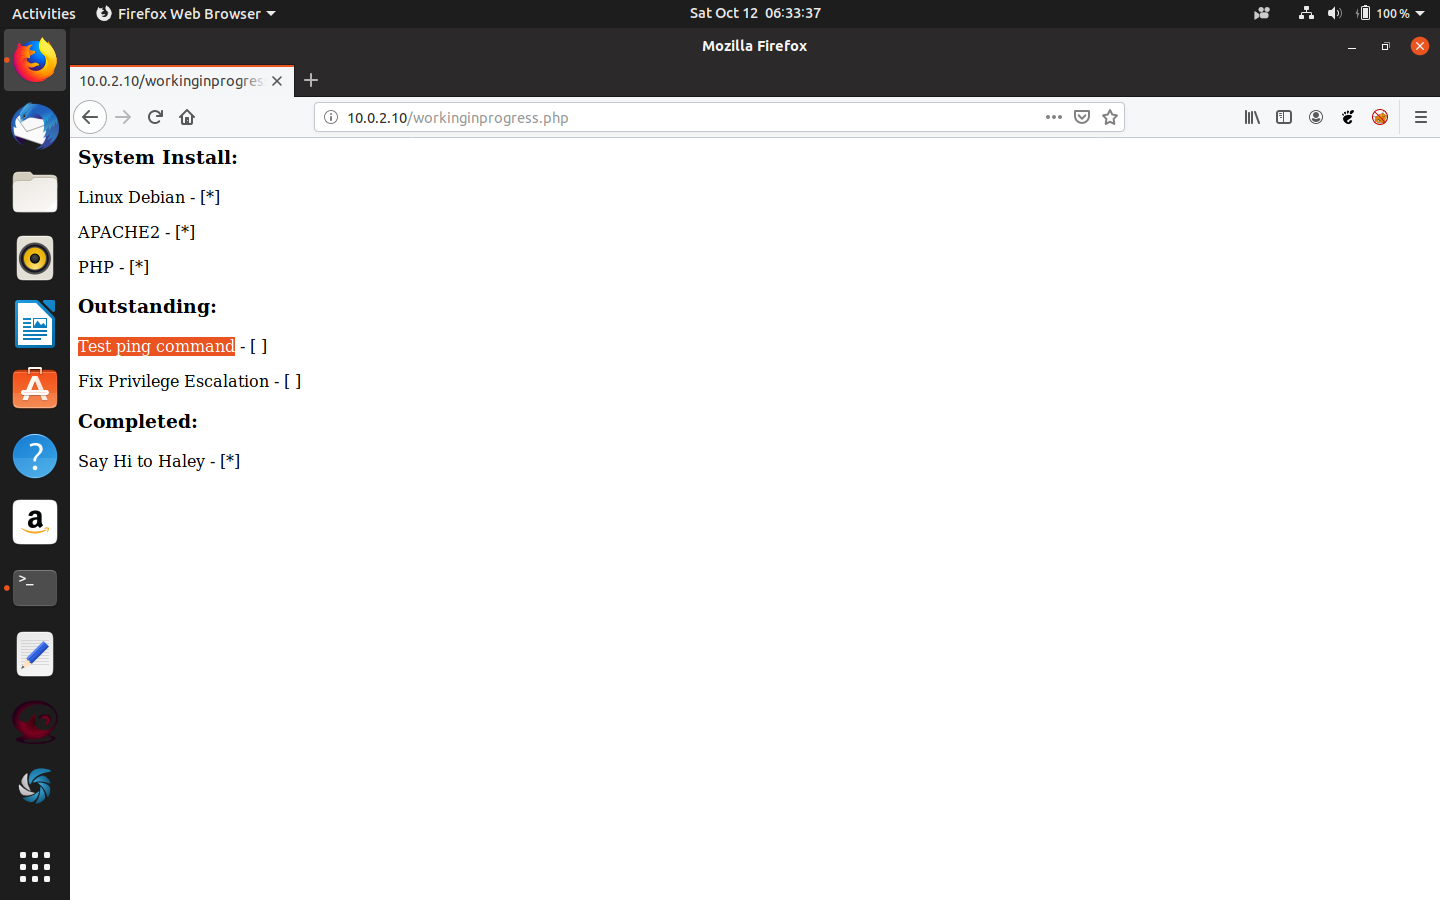 Activities Firefox Web Browser Sat Oct 12 06:33:37 100 %
Mozilla Firefox
10.0.2.10/workinginprogres
10.0.2.10/workinginprogress.php
System Install:
Linux Debian - [*]
APACHE2 - [*]
PHP - [*]
Outstanding:
Test ping command - [ ]
Fix Privilege Escalation - [ ]
Completed:
Say Hi to Haley - [*]
?
a
>_